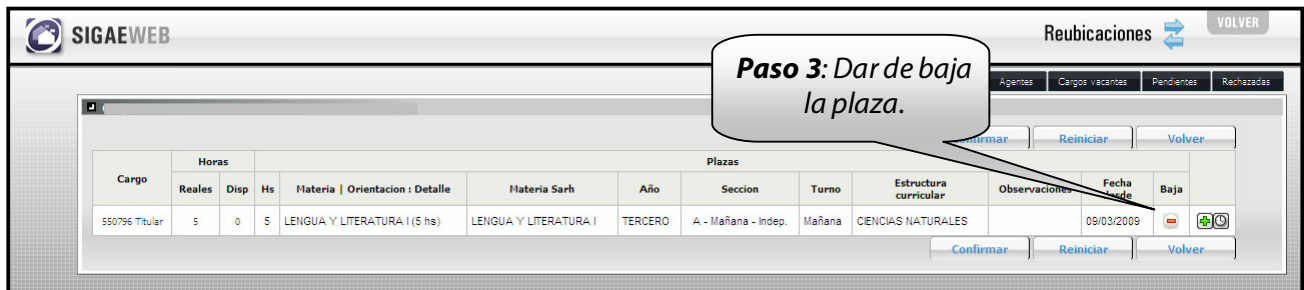 SIGAEWEB
Reubicaciones
VOLVER
Paso 3: Dar de baja
la plaza.
Agentes Cargos vacantes Pendientes Rechazadas
Reiniciar Volver
Horas Plazas
Cargo Reales Disp Hs Materia | Orientacion : Detalle Materia Sarh Año Seccion Turno Estructura curricular Observaciones Fecha desde Baja
550796 Titular 5 0 5 LENGUA Y LITERATURA I (5 hs) LENGUA Y LITERATURA I TERCERO A - Mañana - Indep. Mañana CIENCIAS NATURALES 09/03/2009
Confirmar Reiniciar Volver